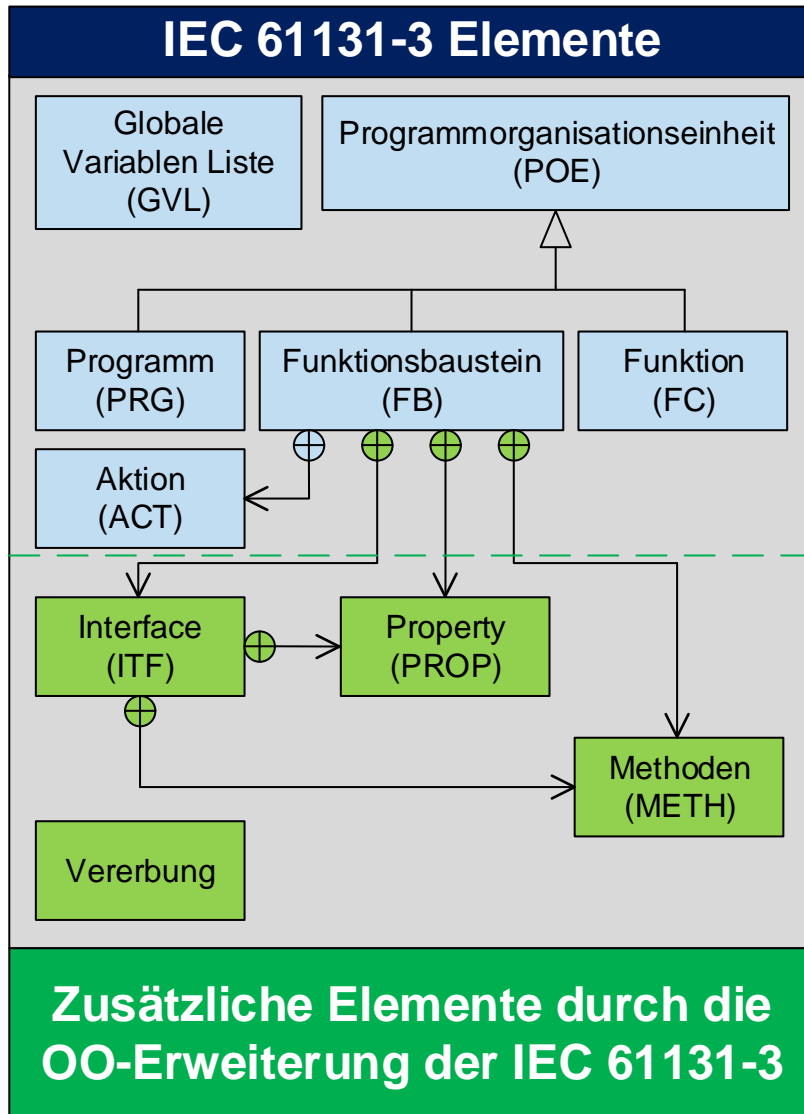 IEC 61131-3 Elemente
Globale
Variablen Liste
(GVL)
Programmorganisationseinheit
(POE)
Programm
(PRG)
Funktionsbaustein
(FB)
Funktion
(FC)
Aktion
(ACT)
Interface
(ITF)
Property
(PROP)
Methoden
(METH)
Vererbung
Zusätzliche Elemente durch die
OO-Erweiterung der IEC 61131-3